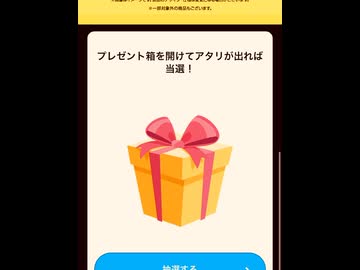 ※一部対象外の商品もございます。
プレゼント箱を開けてアタリが出れば
当選！
抽選する